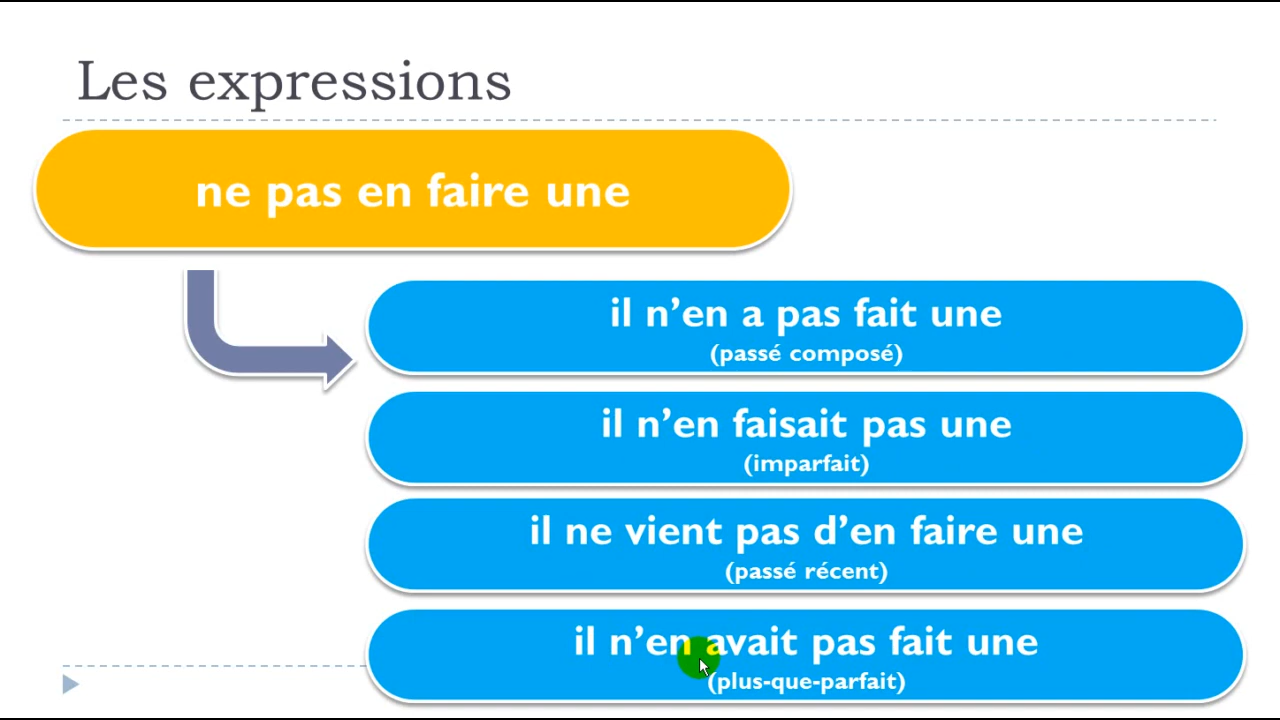 Les expressions
ne pas en faire une
il n’en a pas fait une
(passé composé)
il n’en faisait pas une
(imparfait)
il ne vient pas d’en faire une
(passé récent)
il n’en avait pas fait une
(plus-que-parfait)